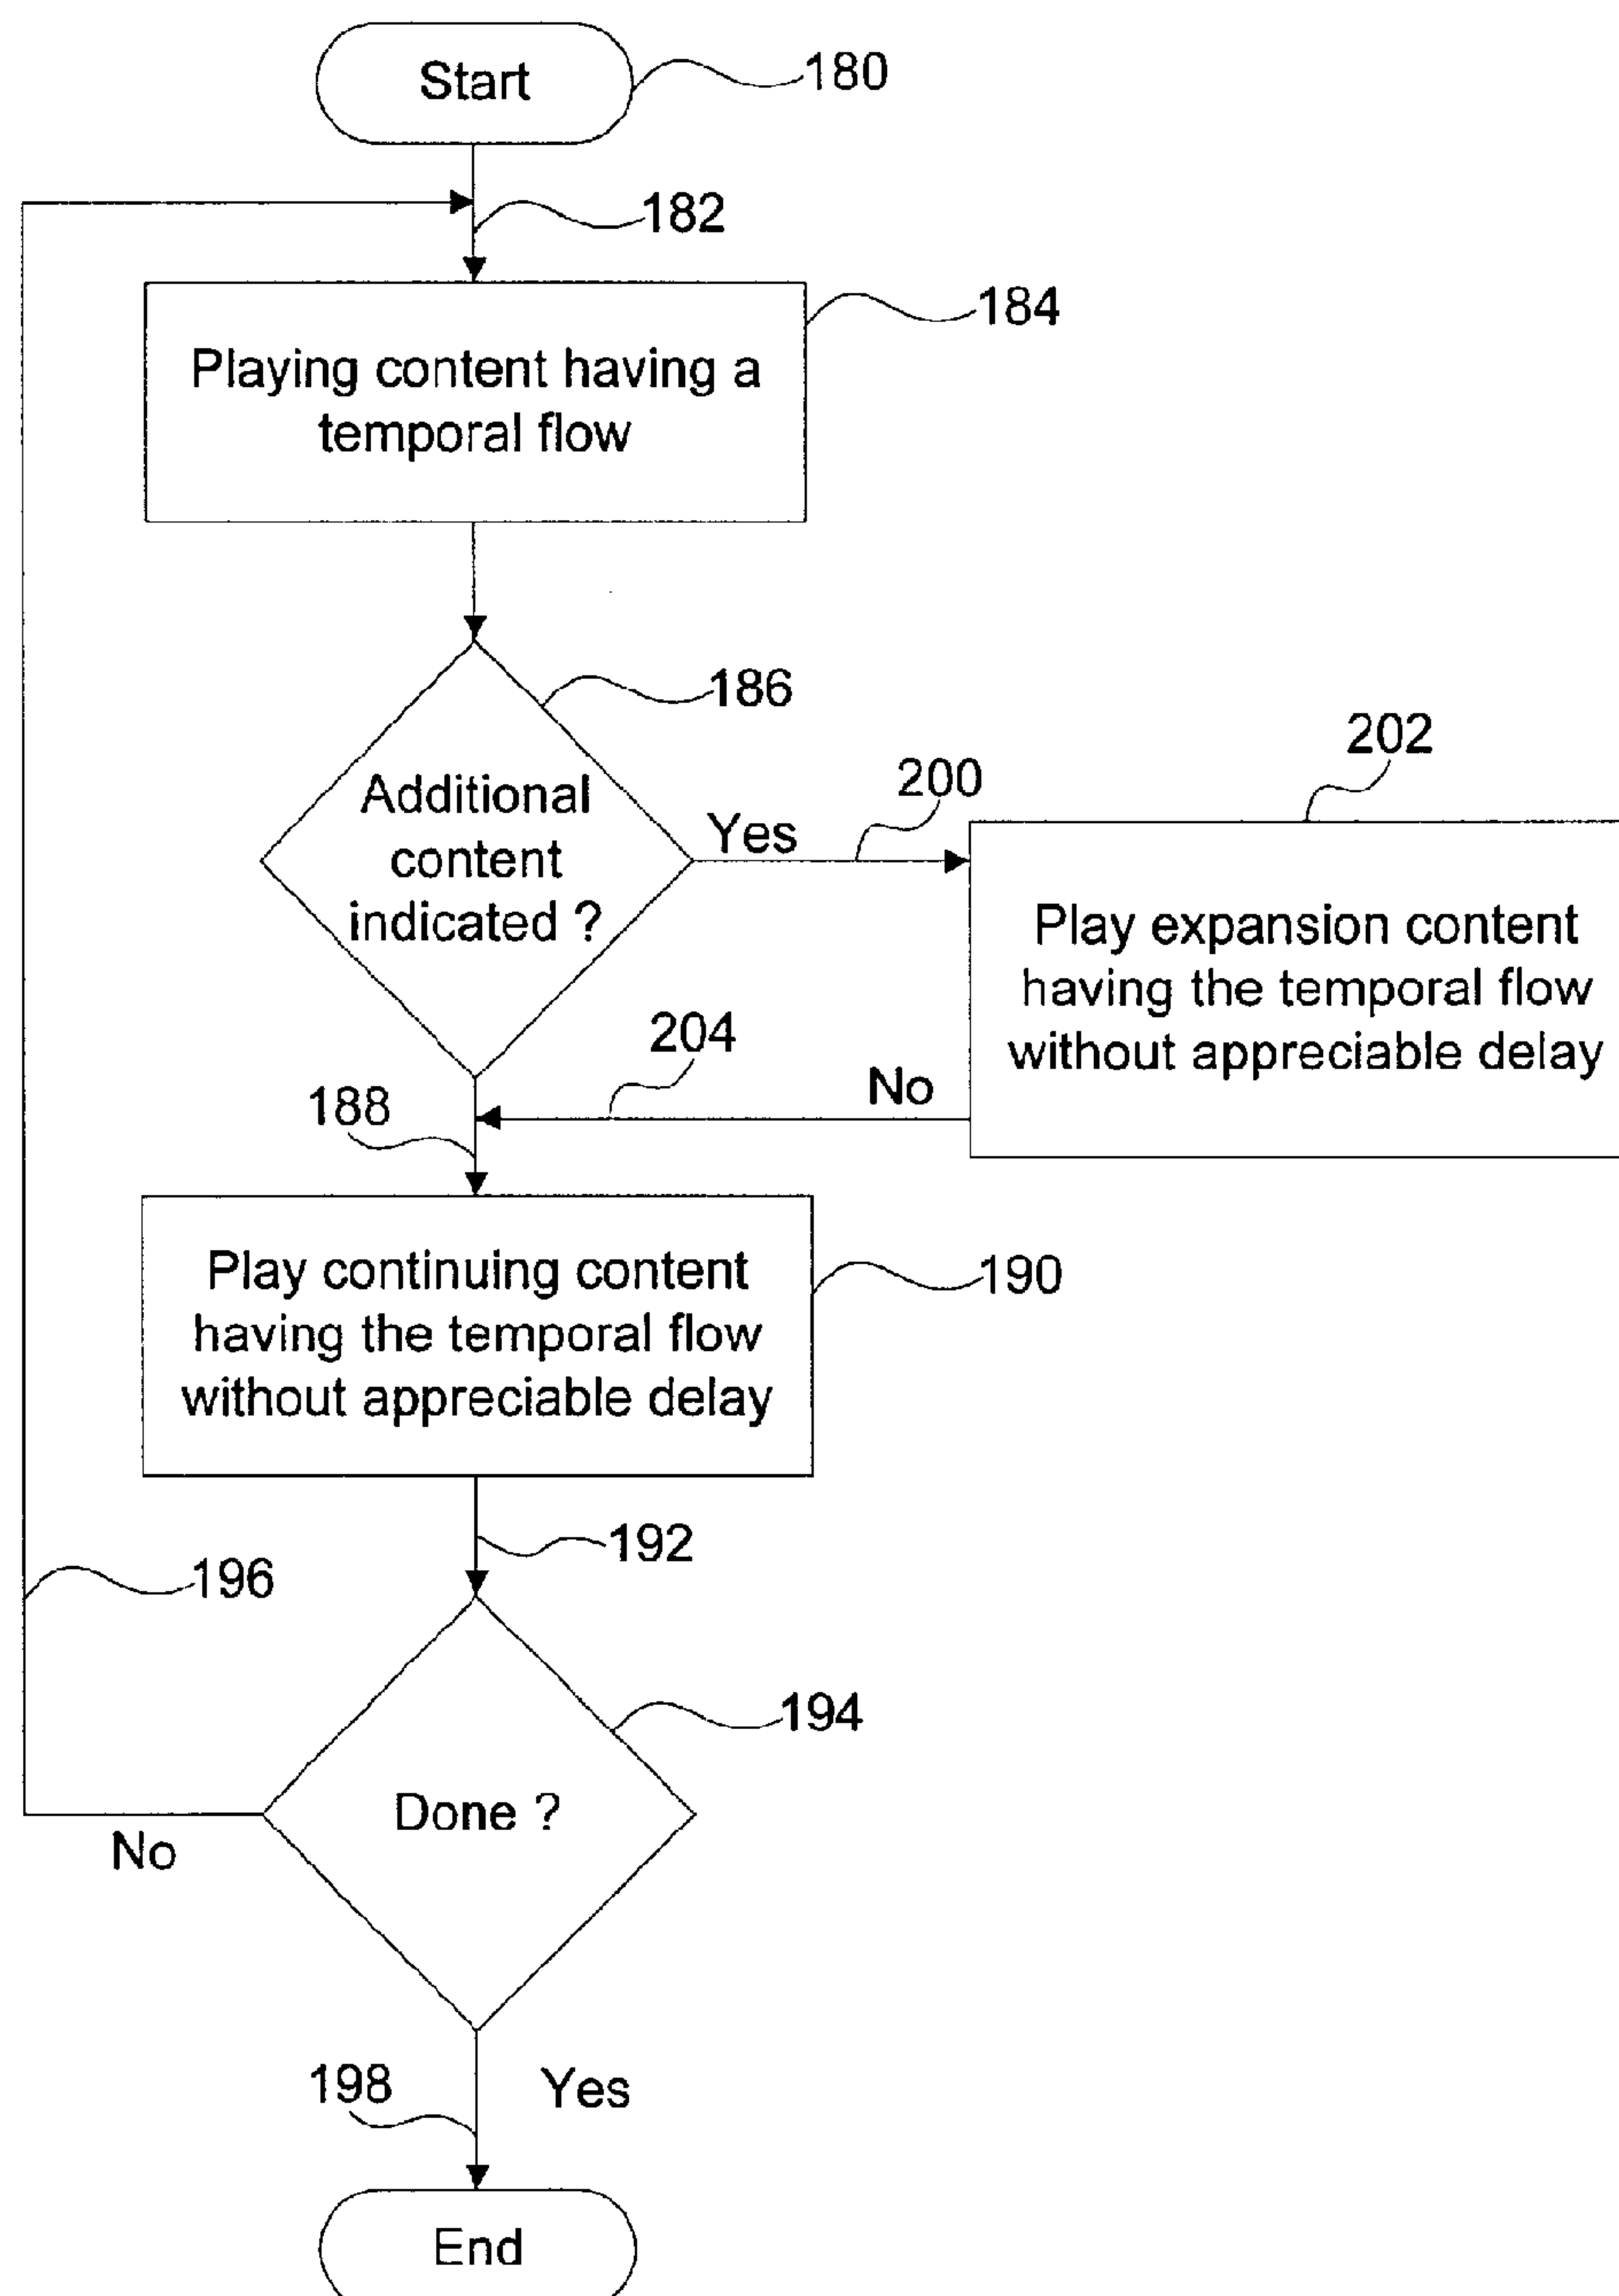 Start
180
182
184
Playing content having a
temporal flow
186
Additional
content
indicated ?
Yes
200
202
Play expansion content
having the temporal flow
without appreciable delay
204
No
188
Play continuing content
having the temporal flow
without appreciable delay
190
192
196
194
Done ?
No
198
Yes
End